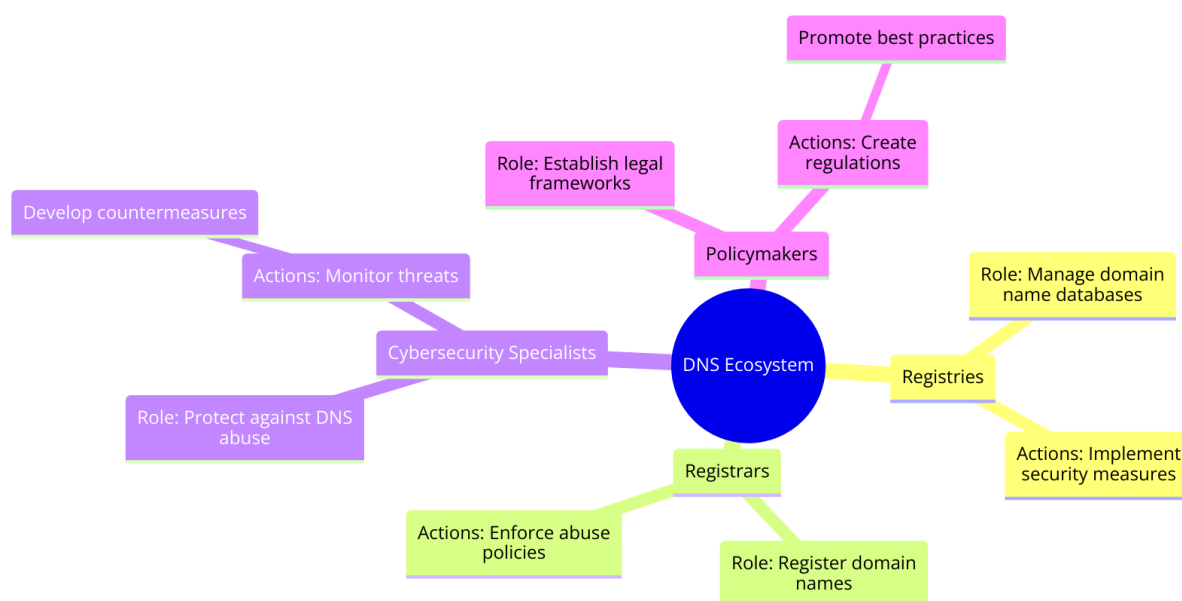 Promote best practices
Actions: Create
regulations
Role: Establish legal
frameworks
Policymakers
Develop countermeasures
Actions: Monitor threats
Cybersecurity Specialists
Role: Protect against DNS
abuse
DNS Ecosystem
Role: Manage domain
name databases
Registries
Actions: Implement
security measures
Registrars
Actions: Enforce abuse
policies
Role: Register domain
names